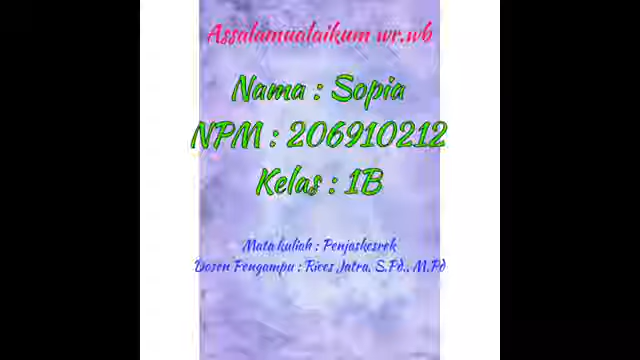 Assalamualaikum wr.wb
Nama : Sopia
NPM : 206910212
Kelas : 1B
Mata kuliah : Penjaskesrek
Dosen Pengampu : Rices Jatra, S.Pd., M.Pd